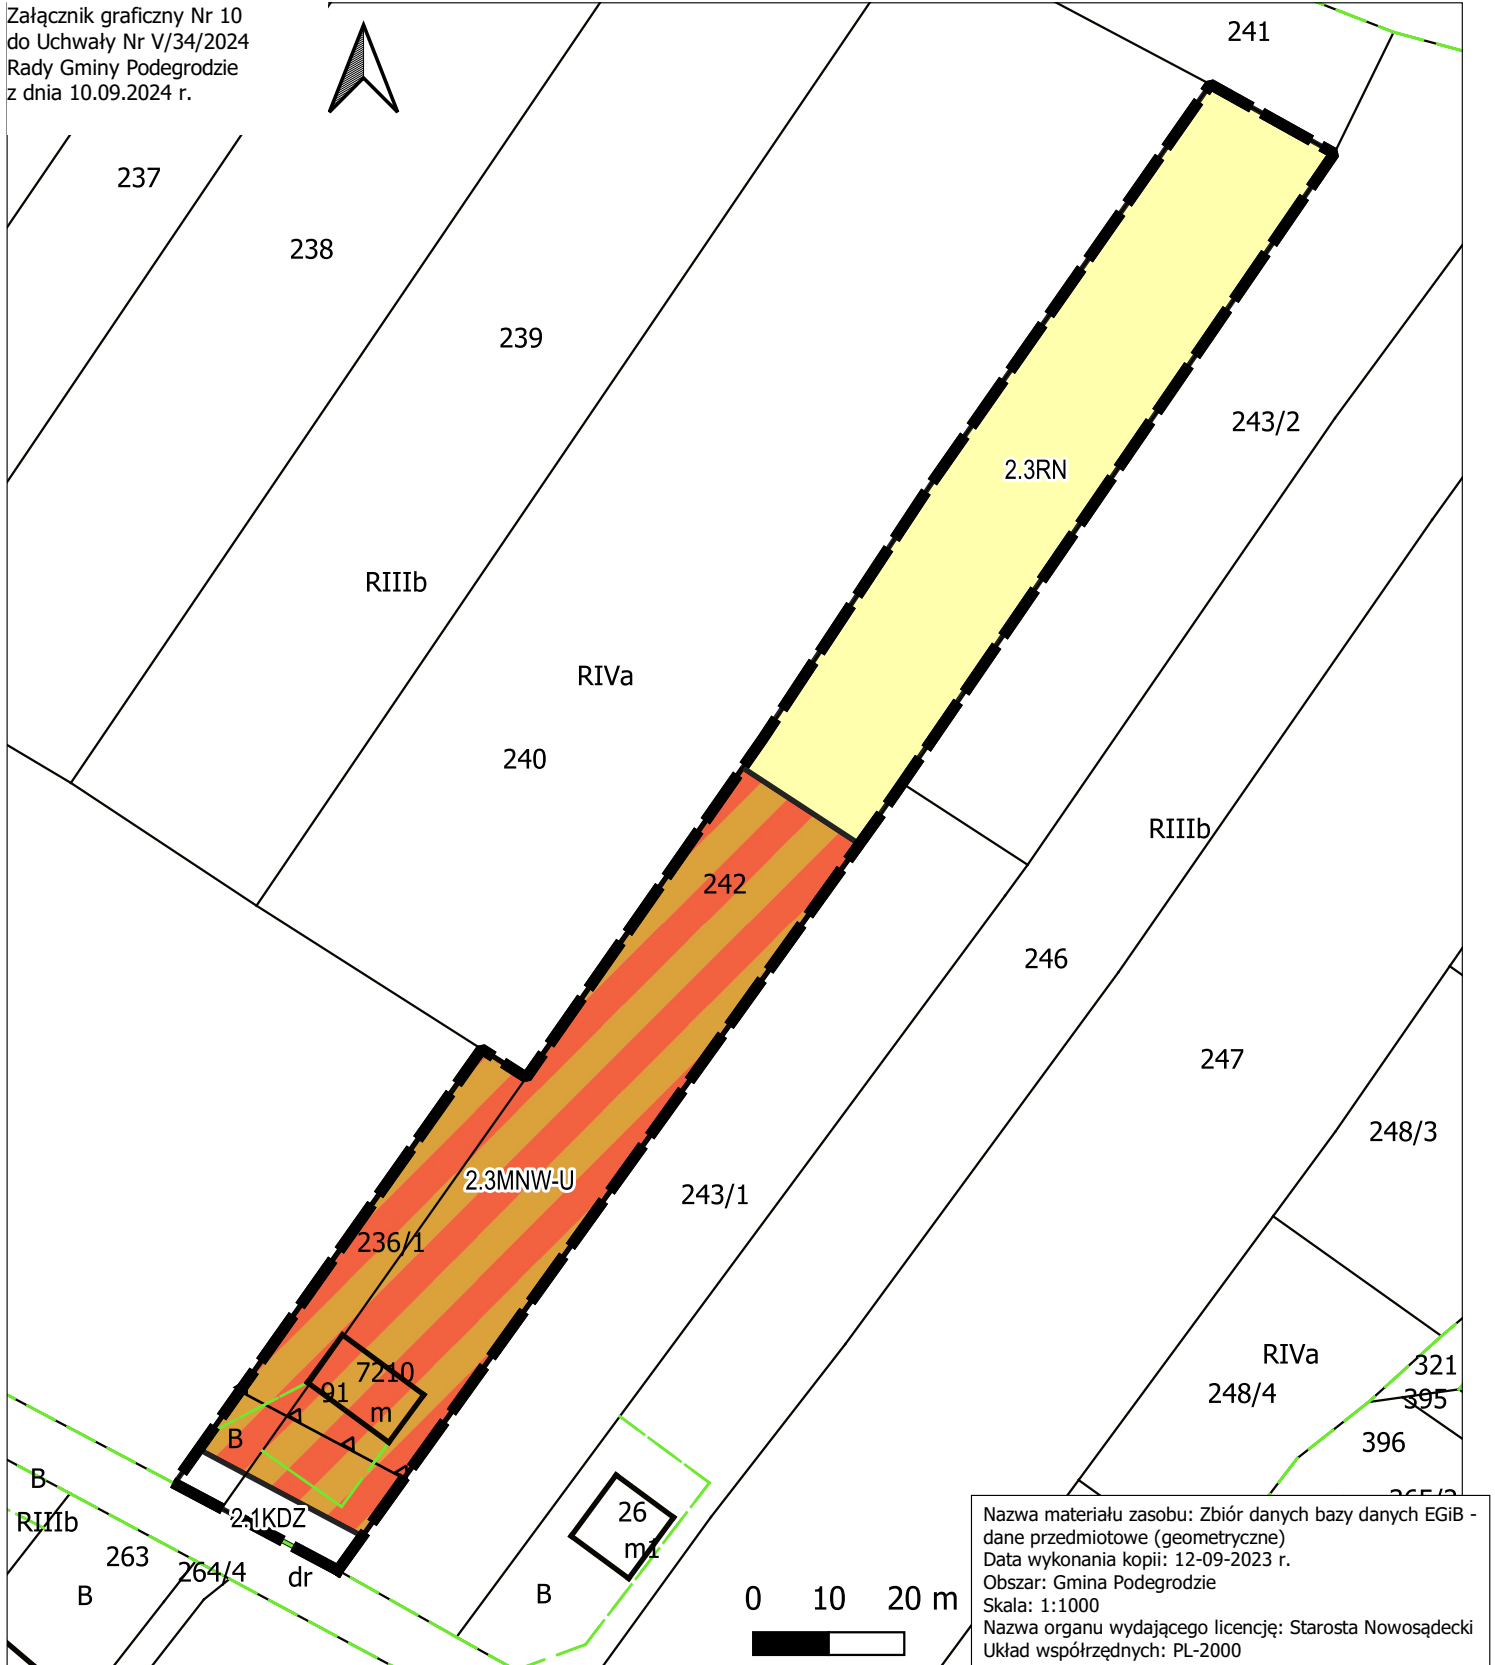 Załącznik graficzny Nr 10
do Uchwały Nr V/34/2024
Rady Gminy Podegrodzie
z dnia 10.09.2024 r.
241
237
238
239
243/2
2.3RN
RIIIb
RIVa
240
RIIIb
242
246
247
248/3
2.3MNW-U
243/1
236/1
RIVa
321
7210
91
248/4
395
m
B
396
B
265/2
2.1KDZ
26
RIIIb
m1
263
264/4
dr
B
B
0 10 20 m
Nazwa materiału zasobu: Zbiór danych bazy danych EGiB -
dane przedmiotowe (geometryczne)
Data wykonania kopii: 12-09-2023 r.
Obszar: Gmina Podegrodzie
Skala: 1:1000
Nazwa organu wydającego licencję: Starosta Nowosądecki
Układ współrzędnych: PL-2000